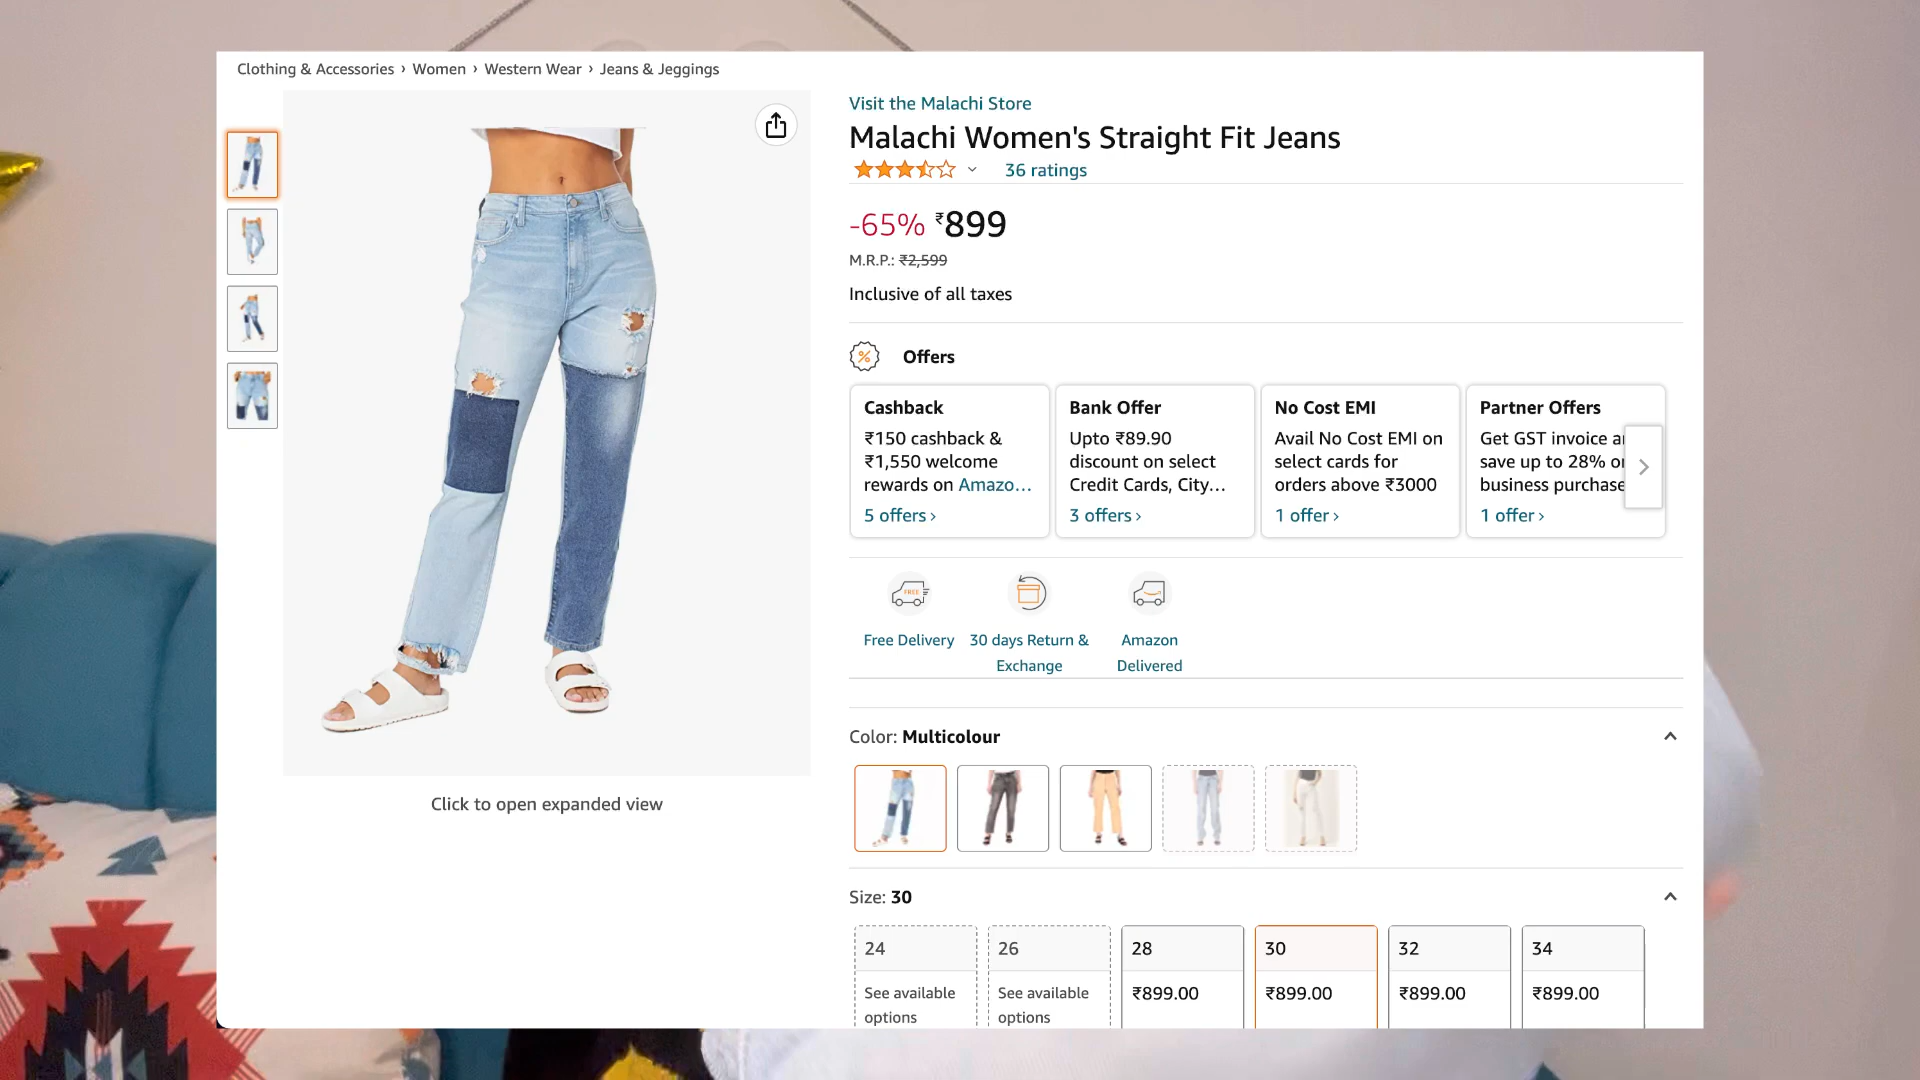 Clothing & Accessories › Women › Western Wear › Jeans & Jeggings
Visit the Malachi Store
Malachi Women's Straight Fit Jeans
36 ratings
-65% ₹899
M.R.P.: ₹2,599
Inclusive of all taxes
Offers
Cashback
₹150 cashback &
₹1,550 welcome
rewards on Amazo...
5 offers ›
Bank Offer
Upto ₹89.90
discount on select
Credit Cards, City...
3 offers ›
No Cost EMI
Avail No Cost EMI on
select cards for
orders above ₹3000
1 offer ›
Partner Offers
Get GST invoice a
save up to 28% o
business purchase
1 offer ›
FREE
Free Delivery
30 days Return &
Exchange
Amazon
Delivered
Color: Multicolour
Click to open expanded view
Size: 30
24
See available
options
26
See available
options
28
₹899.00
30
₹899.00
32
₹899.00
34
₹899.00